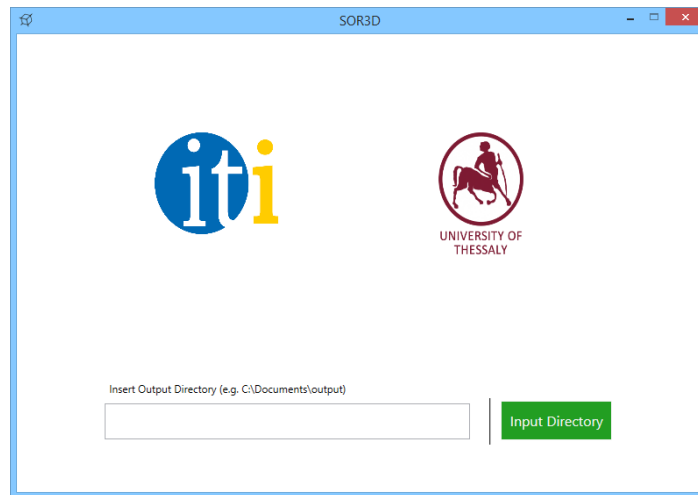 SOR3D
iti
UNIVERSITY OF
THESSALY
Insert Output Directory (e.g. C:\Documents\output)
Input Directory